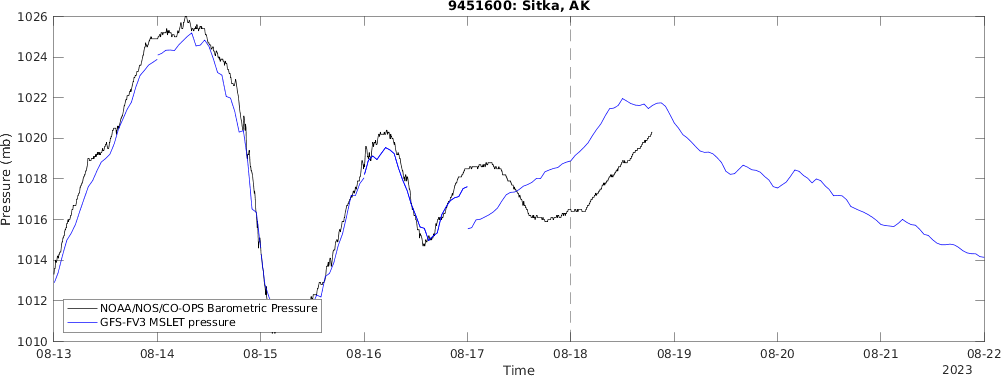 9451600: Sitka, AK
1026
1024
1022
1020
1018
1016
1014
1012
1010
Pressure (mb)
NOAA/NOS/CO-OPS Barometric Pressure
GFS-FV3 MSLET pressure
08-13 08-14 08-15 08-16 08-17 08-18 08-19 08-20 08-21 08-22
Time
2023